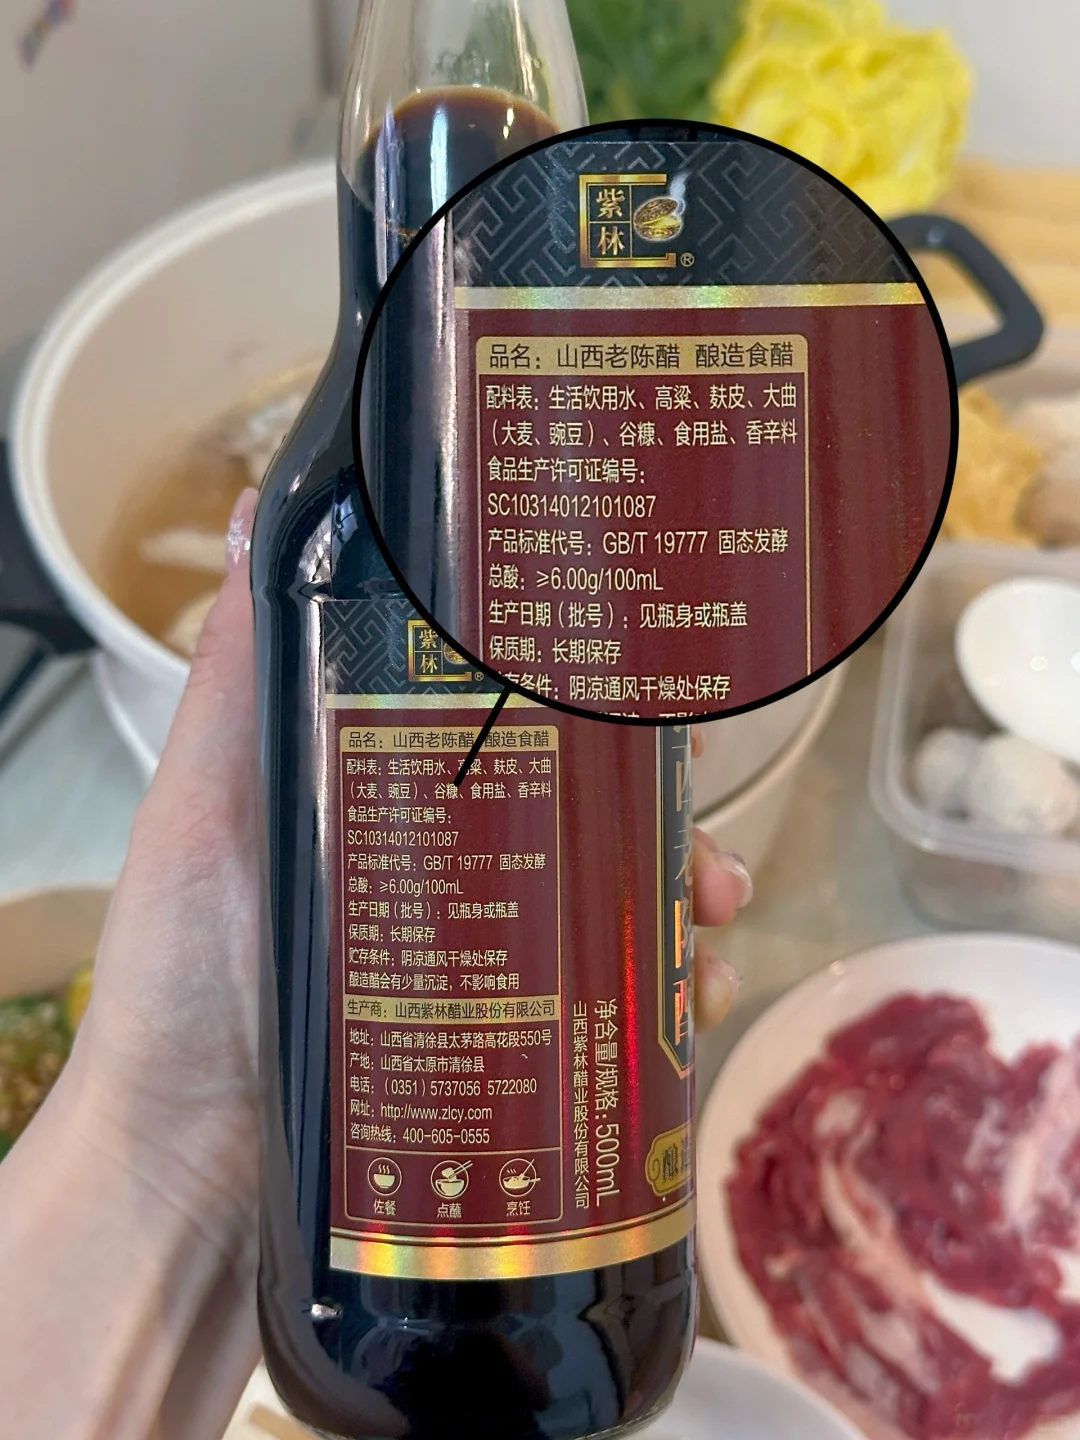 紫林®
品名：山西老陈醋 酿造食醋
配料表：生活饮用水、高粱、麸皮、大曲
（大麦、豌豆）、谷糠、食用盐、香辛料
食品生产许可证编号：
SC10314012101087
产品标准代号：GB/T 19777 固态发酵
总酸：≥6.00g/100mL
生产日期（批号）：见瓶身或瓶盖
保质期：长期保存
存条件：阴凉通风干燥处保存
紫林®
品名：山西老陈醋 酿造食醋
配料表：生活饮用水、高粱、麸皮、大曲
（大麦、豌豆）、谷糠、食用盐、香辛料
食品生产许可证编号：
SC10314012101087
产品标准代号：GB/T 19777 固态发酵
总酸：≥6.00g/100mL
生产日期（批号）：见瓶身或瓶盖
保质期：长期保存
贮存条件：阴凉通风干燥处保存
酿造醋会有少量沉淀，不影响食用
生产商：山西紫林醋业股份有限公司
地址：山西省清徐县太茅路高花段550号
产地：山西省太原市清徐县
电话：（0351）5737056 5722080
网址：http://www.zlcy.com
咨询热线：400-605-0555
佐餐
点蘸
烹饪
净含量/规格：500mL
山西紫林醋业股份有限公司